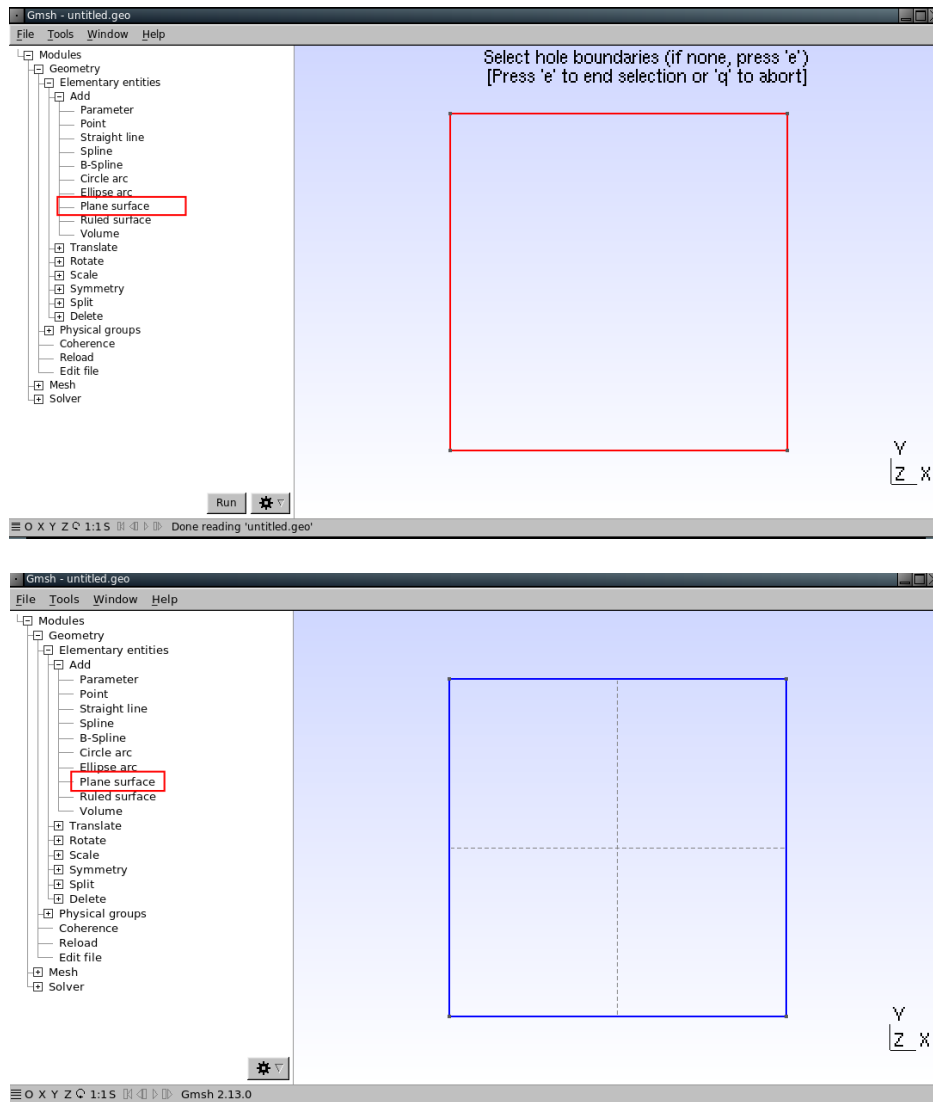 Gmsh - untitled.geo
File Tools Window Help
Modules
Geometry
Elementary entities
Add
Parameter
Point
Straight line
Spline
B-Spline
Circle arc
Ellipse arc
Plane surface
Ruled surface
Volume
Translate
Rotate
Scale
Symmetry
Split
Delete
Physical groups
Coherence
Reload
Edit file
Mesh
Solver
Run
Select hole boundaries (if none, press 'e')
[Press 'e' to end selection or 'q' to abort]
Y
Z X
O X Y Z 1:1 S Done reading 'untitled.geo'
Gmsh - untitled.geo
File Tools Window Help
Modules
Geometry
Elementary entities
Add
Parameter
Point
Straight line
Spline
B-Spline
Circle arc
Ellipse arc
Plane surface
Ruled surface
Volume
Translate
Rotate
Scale
Symmetry
Split
Delete
Physical groups
Coherence
Reload
Edit file
Mesh
Solver
Y
Z X
O X Y Z 1:1 S Gmsh 2.13.0